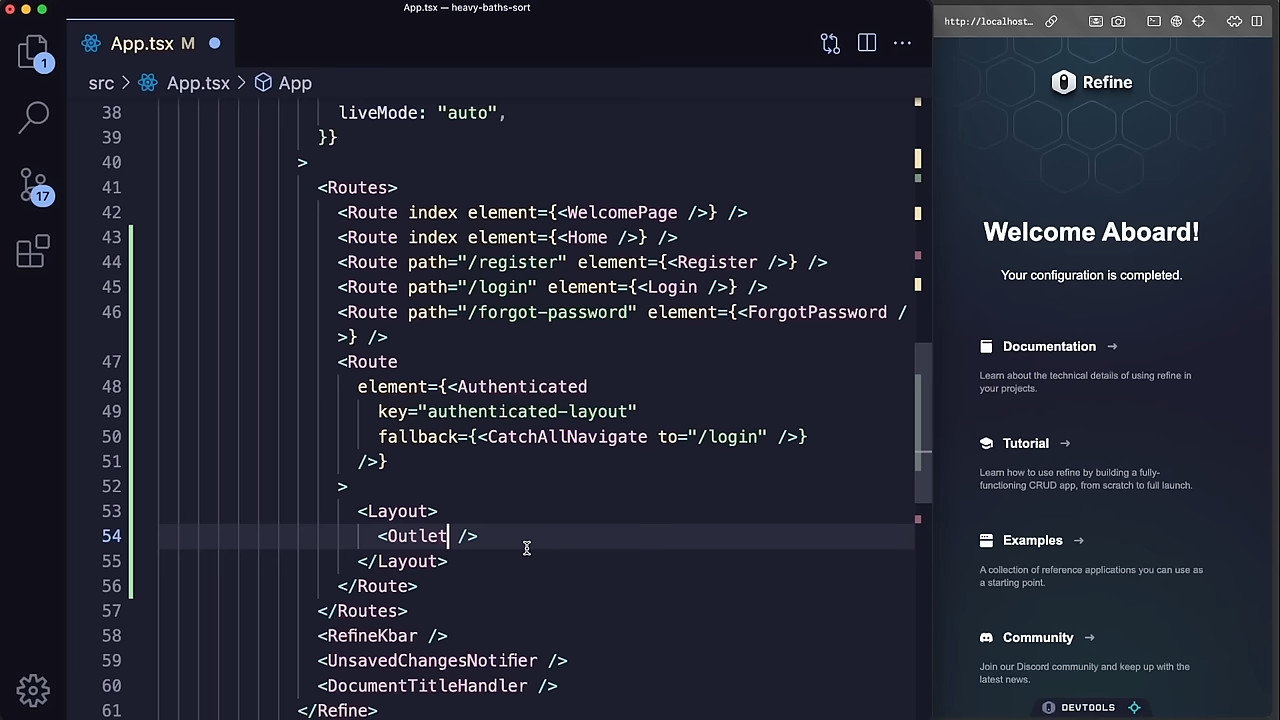 App.tsx — heavy-baths-sort
http://localhost…
App.tsx M
1
src > App.tsx > App
17
38 liveMode: "auto",
39 }}
40 >
41 <Routes>
42 <Route index element={<WelcomePage />} />
43 <Route index element={<Home />} />
44 <Route path="/register" element={<Register />} />
45 <Route path="/login" element={<Login />} />
46 <Route path="/forgot-password" element={<ForgotPassword /
>} />
47 <Route
48 element={<Authenticated
49 key="authenticated-layout"
50 fallback={<CatchAllNavigate to="/login" />}
51 />}
52 >
53 <Layout>
54 <Outlet />
55 </Layout>
56 </Route>
57 </Routes>
58 <RefineKbar />
59 <UnsavedChangesNotifier />
60 <DocumentTitleHandler />
61 </Refine>
Refine
Welcome Aboard!
Your configuration is completed.
Documentation →
Learn about the technical details of using refine in
your projects.
Tutorial →
Learn how to use refine by building a fully-
functioning CRUD app, from scratch to full launch.
Examples →
A collection of reference applications you can use as
a starting point.
Community →
Join our Discord community and keep up with the
latest news.
DEVTOOLS